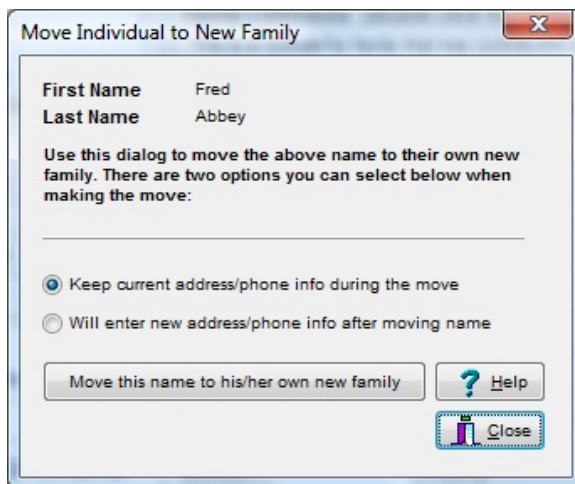 Move Individual to New Family
First Name Fred
Last Name Abbey
Use this dialog to move the above name to their own new
family. There are two options you can select below when
making the move:
Keep current address/phone info during the move
Will enter new address/phone info after moving name
Move this name to his/her own new family
Help
Close